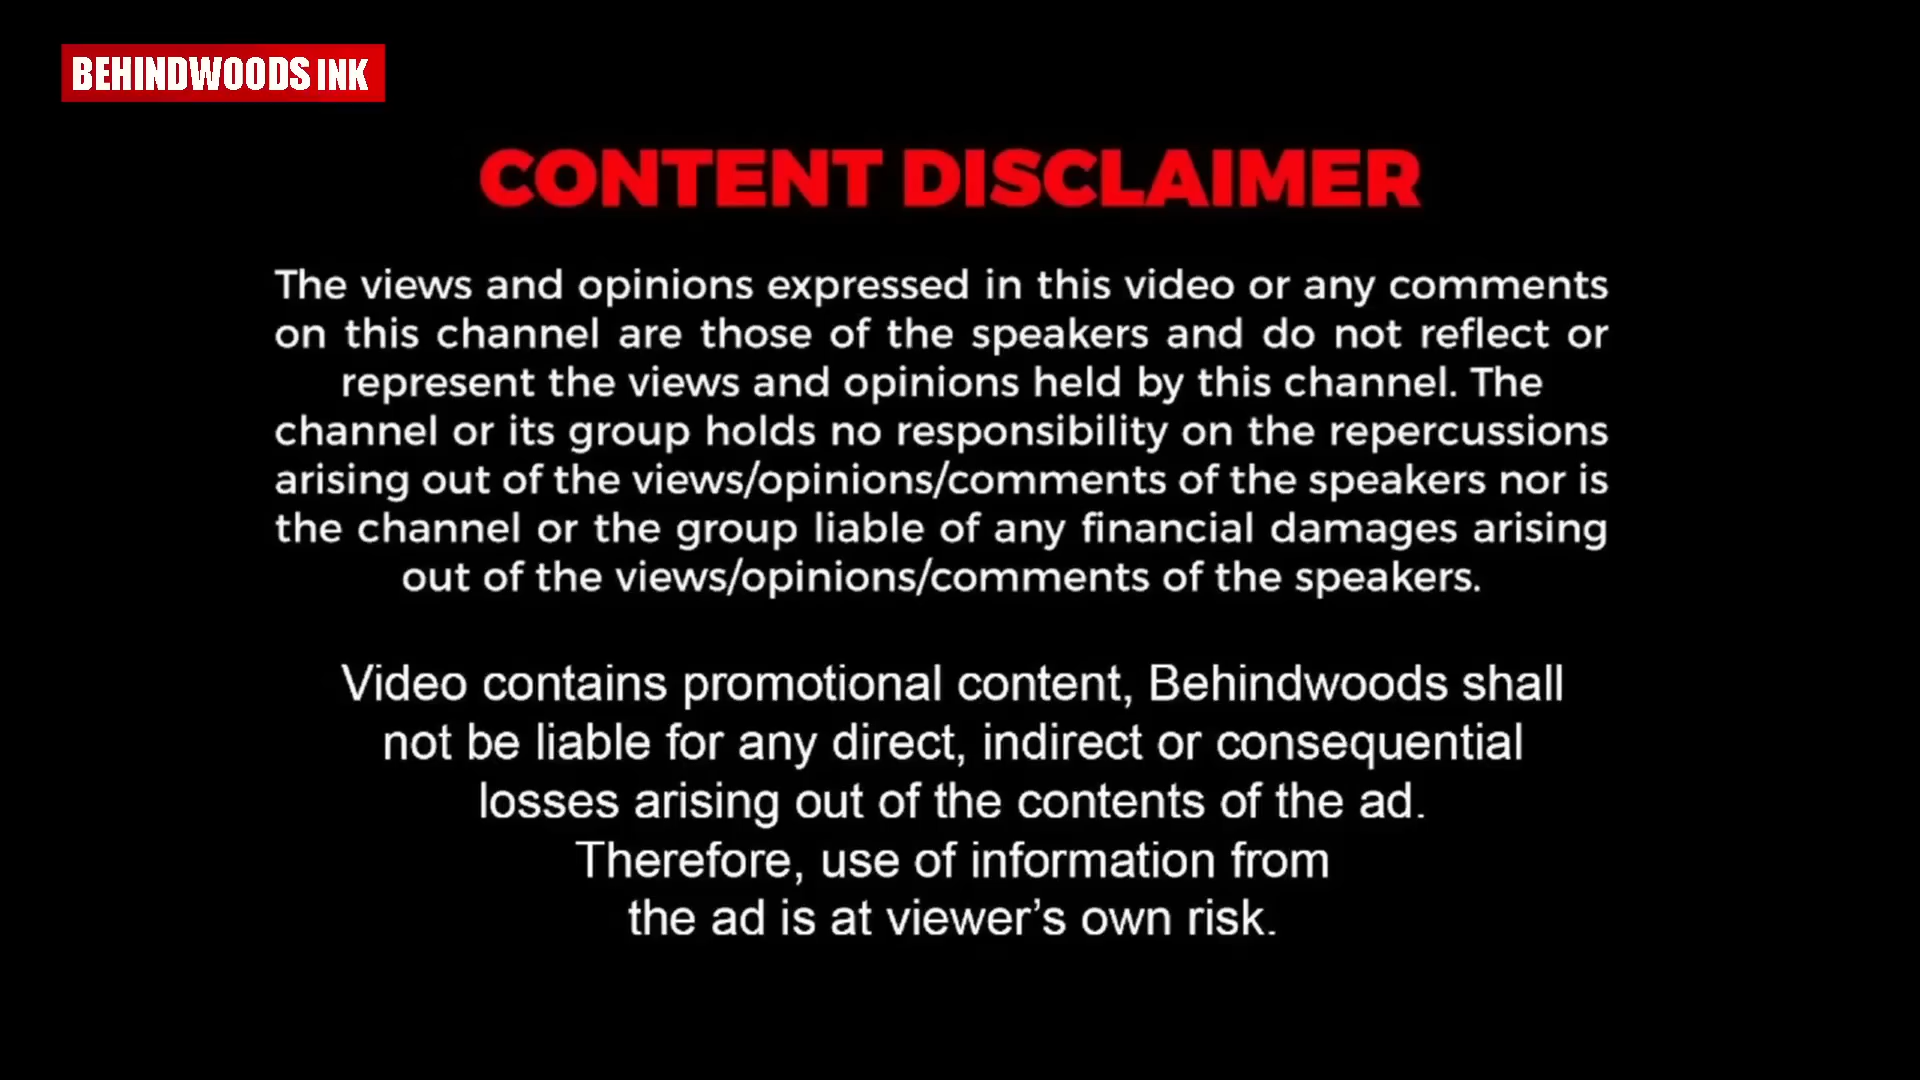 BEHINDWOODS INK
CONTENT DISCLAIMER
The views and opinions expressed in this video or any comments
on this channel are those of the speakers and do not reflect or
represent the views and opinions held by this channel. The
channel or its group holds no responsibility on the repercussions
arising out of the views/opinions/comments of the speakers nor is
the channel or the group liable of any financial damages arising
out of the views/opinions/comments of the speakers.
Video contains promotional content, Behindwoods shall
not be liable for any direct, indirect or consequential
losses arising out of the contents of the ad.
Therefore, use of information from
the ad is at viewer’s own risk.